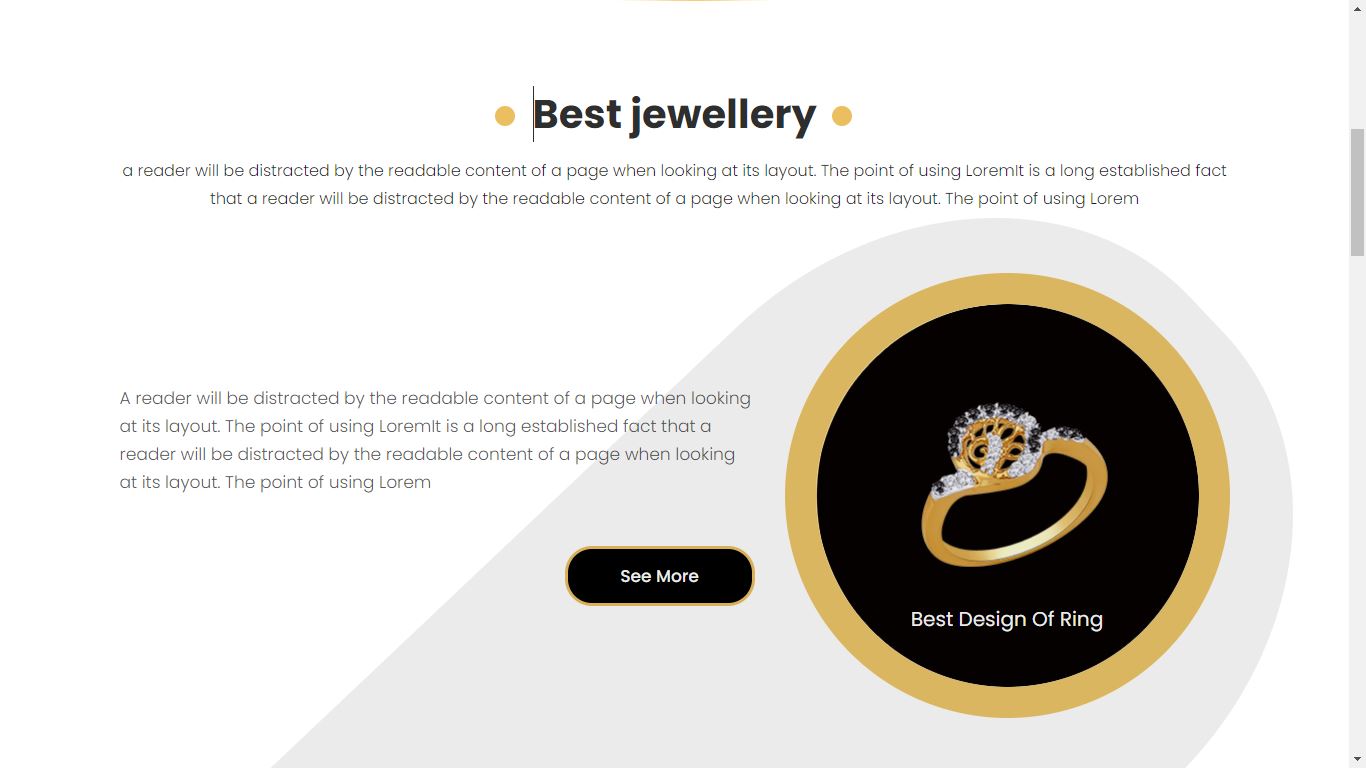 Best jewellery
a reader will be distracted by the readable content of a page when looking at its layout. The point of using LoremIt is a long established fact
that a reader will be distracted by the readable content of a page when looking at its layout. The point of using Lorem
A reader will be distracted by the readable content of a page when looking
at its layout. The point of using LoremIt is a long established fact that a
reader will be distracted by the readable content of a page when looking
at its layout. The point of using Lorem
See More
Best Design Of Ring